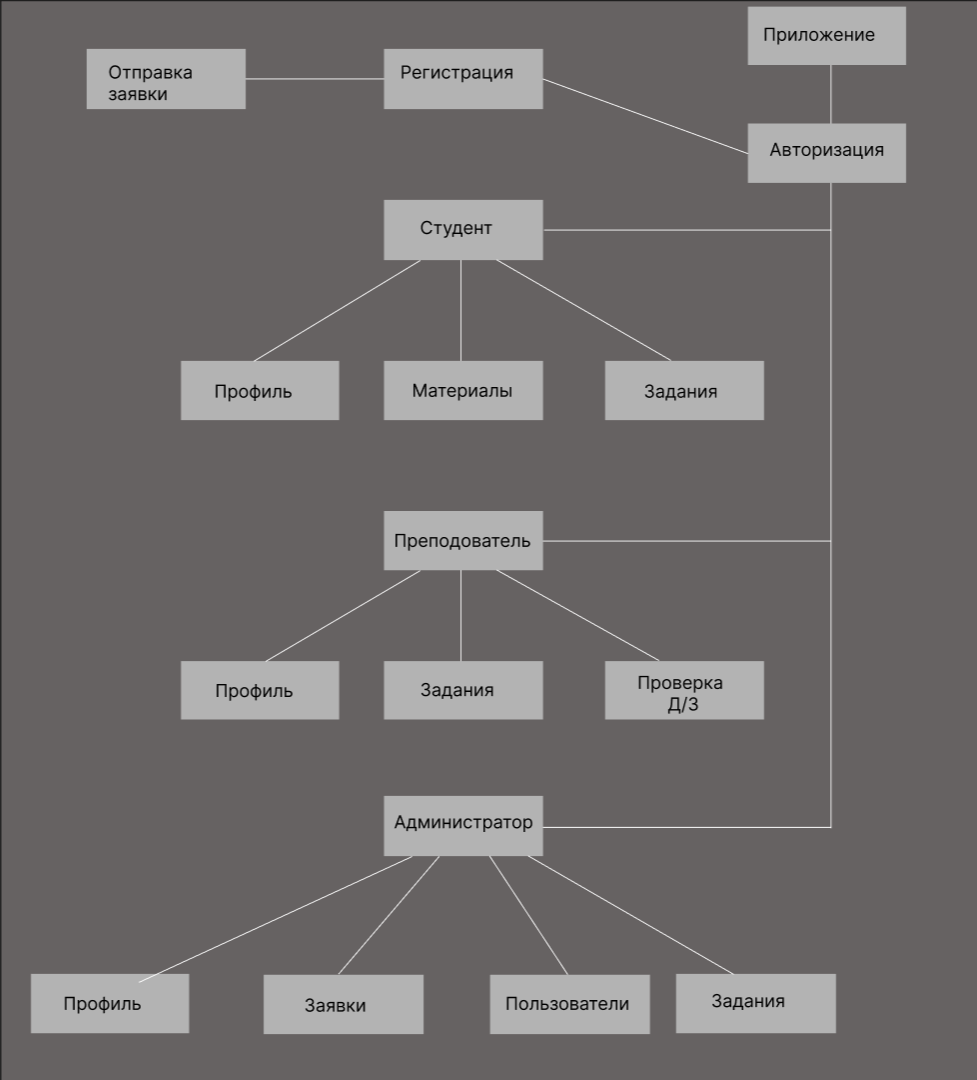 Приложение
Отправка
заявки
Регистрация
Авторизация
Студент
Профиль
Материалы
Задания
Преподователь
Профиль
Задания
Проверка
Д/З
Администратор
Профиль
Заявки
Пользователи
Задания